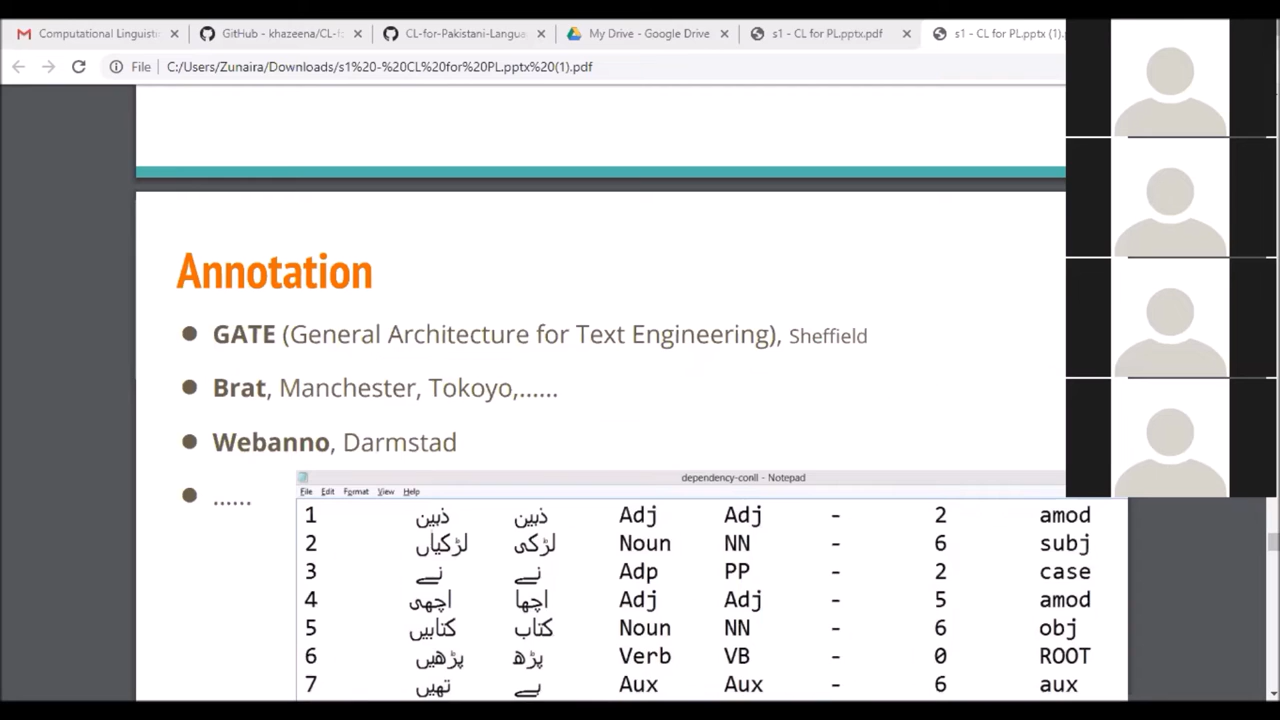 Computational Linguisti
GitHub - khazeena/CL-f
CL-for-Pakistani-Langua
My Drive - Google Drive
s1 - CL for PL.pptx.pdf
s1 - CL for PL.pptx (1).
File C:/Users/Zunaira/Downloads/s1%20-%20CL%20for%20PL.pptx%20(1).pdf
Annotation
● GATE (General Architecture for Text Engineering), Sheffield
● Brat, Manchester, Tokoyo,......
● Webanno, Darmstad
● ......
dependency-conll - Notepad
File Edit Format View Help
1 ذہین ذہین Adj Adj - 2 amod
2 لڑکیاں لڑکی Noun NN - 6 subj
3 نے نے Adp PP - 2 case
4 اچھی اچھا Adj Adj - 5 amod
5 کتابیں کتاب Noun NN - 6 obj
6 پڑھیں پڑھ Verb VB - 0 ROOT
7 تھیں ہے Aux Aux - 6 aux